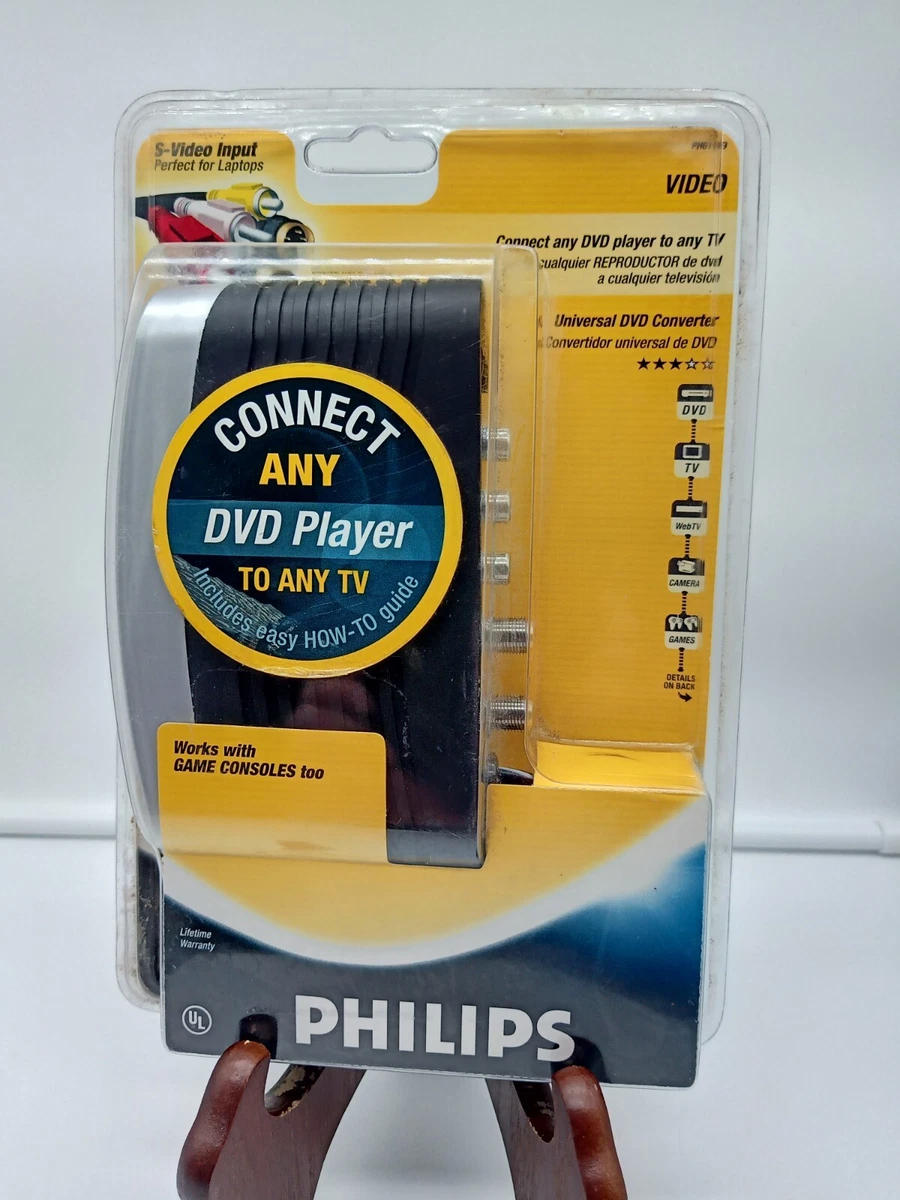 S-Video Input
Perfect for Laptops
VIDEO
Connect any DVD player to any TV
cualquier REPRODUCTOR de dvd
a cualquier televisión
Universal DVD Converter
Convertidor universal de DVD
DVD
TV
WebTV
CAMERA
GAMES
DETAILS
ON BACK
CONNECT
ANY
DVD Player
TO ANY TV
Includes easy HOW-TO guide
Works with
GAME CONSOLES too
Lifetime
Warranty
UL
PHILIPS